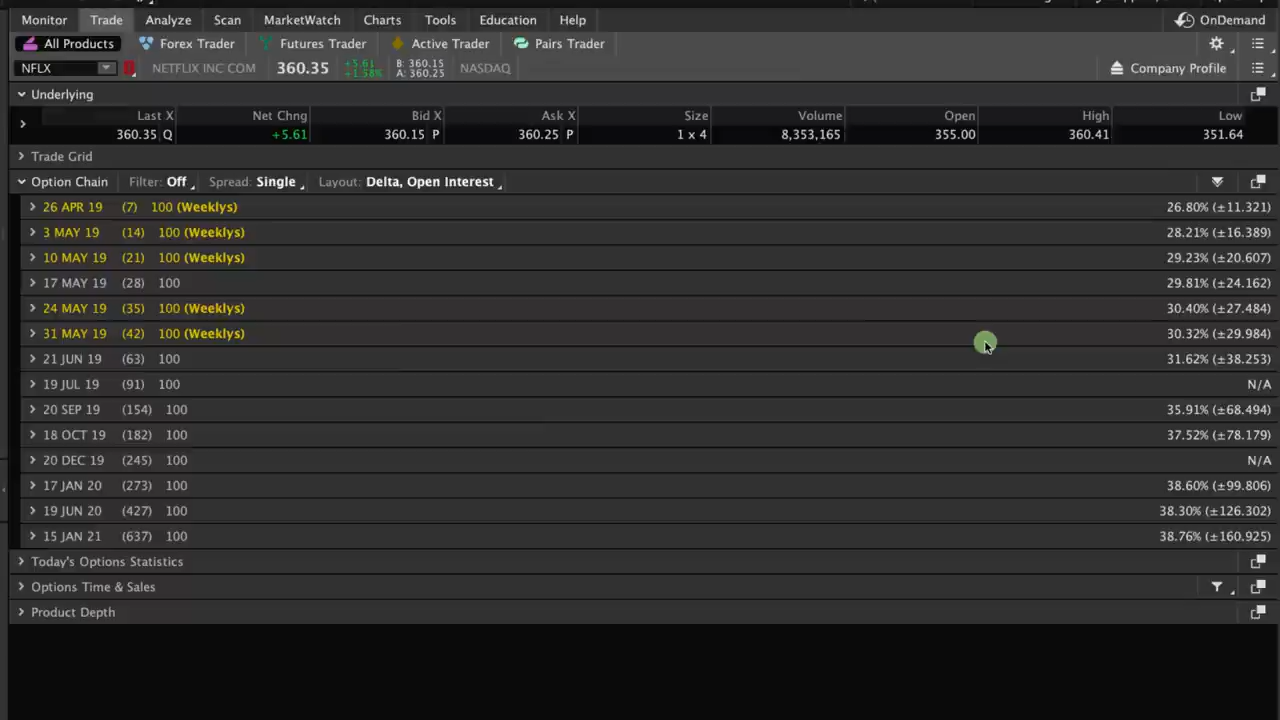 Monitor Trade Analyze Scan MarketWatch Charts Tools Education Help OnDemand
All Products Forex Trader Futures Trader Active Trader Pairs Trader
NFLX NETFLIX INC COM 360.35 +5.61 +1.58% B: 360.15 A: 360.25 NASDAQ Company Profile
Underlying
Last X Net Chng Bid X Ask X Size Volume Open High Low
360.35 Q +5.61 360.15 P 360.25 P 1 x 4 8,353,165 355.00 360.41 351.64
Trade Grid
Option Chain Filter: Off Spread: Single Layout: Delta, Open Interest
26 APR 19 (7) 100 (Weeklys) 26.80% (±11.321)
3 MAY 19 (14) 100 (Weeklys) 28.21% (±16.389)
10 MAY 19 (21) 100 (Weeklys) 29.23% (±20.607)
17 MAY 19 (28) 100 29.81% (±24.162)
24 MAY 19 (35) 100 (Weeklys) 30.40% (±27.484)
31 MAY 19 (42) 100 (Weeklys) 30.32% (±29.984)
21 JUN 19 (63) 100 31.62% (±38.253)
19 JUL 19 (91) 100 N/A
20 SEP 19 (154) 100 35.91% (±68.494)
18 OCT 19 (182) 100 37.52% (±78.179)
20 DEC 19 (245) 100 N/A
17 JAN 20 (273) 100 38.60% (±99.806)
19 JUN 20 (427) 100 38.30% (±126.302)
15 JAN 21 (637) 100 38.76% (±160.925)
Today's Options Statistics
Options Time & Sales
Product Depth